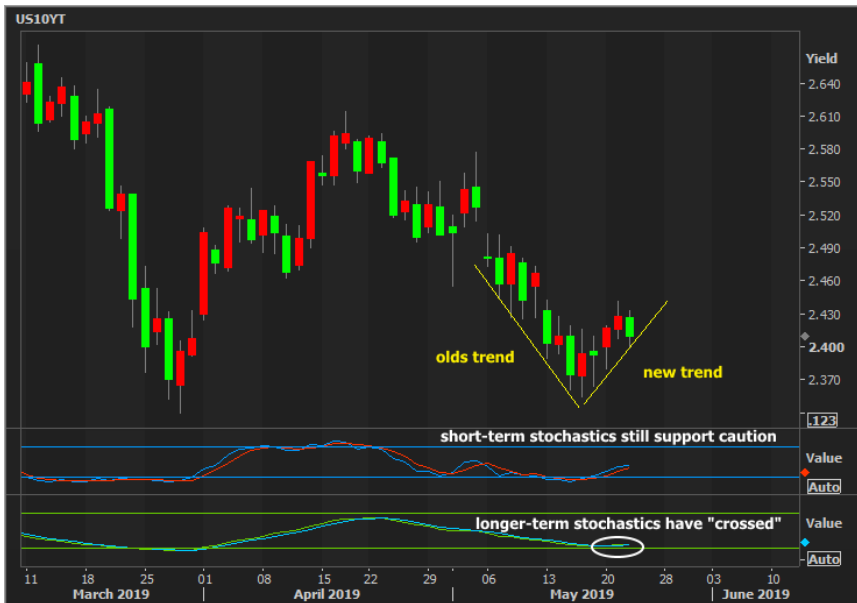 US10YT
Yield
2.640
2.610
2.580
2.550
2.520
2.490
2.460
2.430
2.400
2.370
.123
olds trend
new trend
short-term stochastics still support caution
Value
Auto
longer-term stochastics have "crossed"
Value
Auto
11 18 25 01 08 15 22 29 06 13 20 28 03 10
March 2019 April 2019 May 2019 June 2019